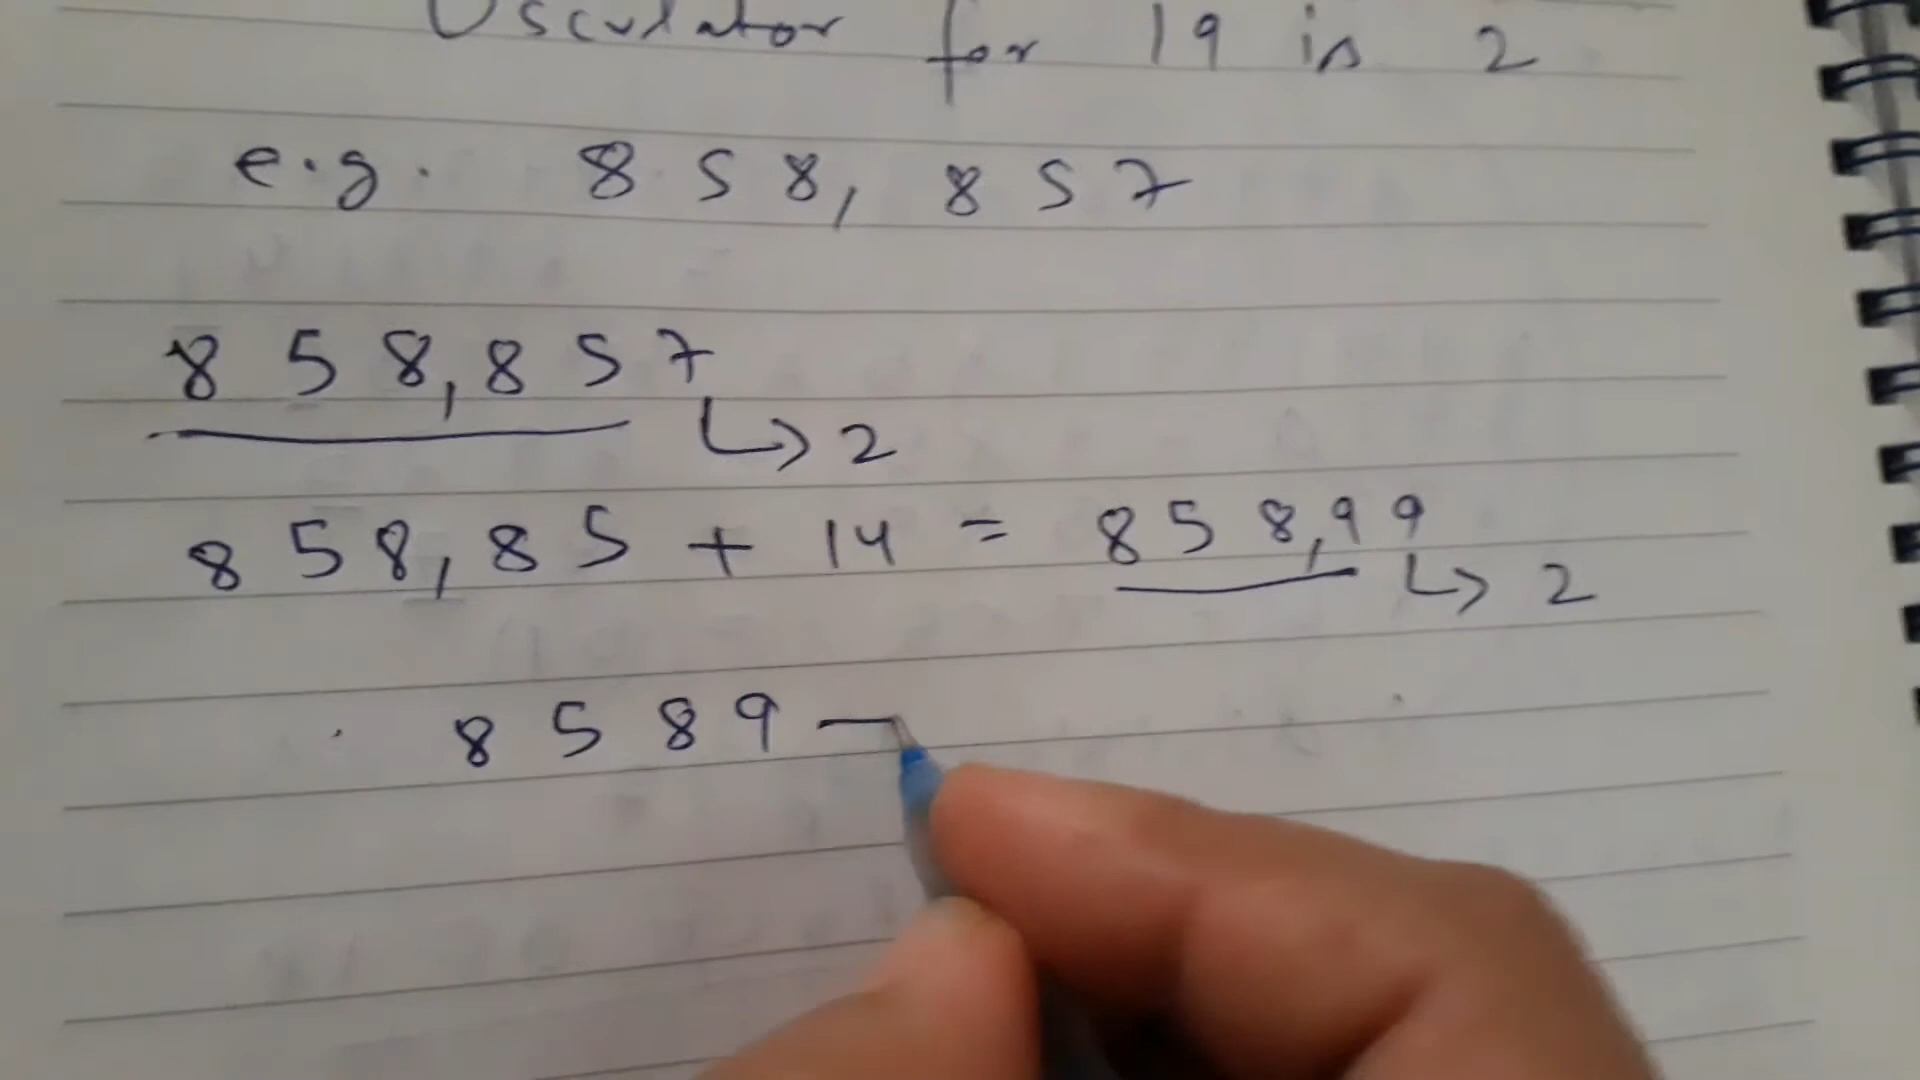 Osculator for 19 is 2
e.g. 858, 857
858,857
↳ 2
858,85 + 14 = 858,99
↳ 2
8589 —